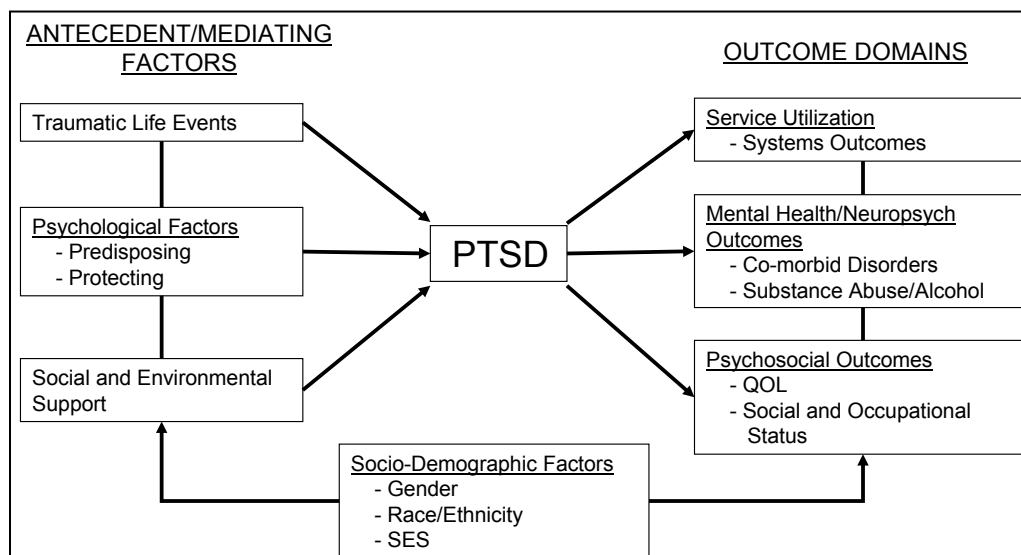 ANTECEDENT/MEDIATING
FACTORS
Traumatic Life Events
Psychological Factors
- Predisposing
- Protecting
Social and Environmental
Support
PTSD
OUTCOME DOMAINS
Service Utilization
- Systems Outcomes
Mental Health/Neuropsych
Outcomes
- Co-morbid Disorders
- Substance Abuse/Alcohol
Psychosocial Outcomes
- QOL
- Social and Occupational
Status
Socio-Demographic Factors
- Gender
- Race/Ethnicity
- SES